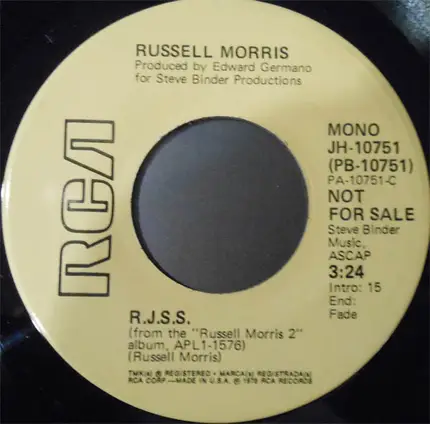 RUSSELL MORRIS
Produced by Edward Germano
for Steve Binder Productions
RCA
MONO
JH-10751
(PB-10751)
PA-10751-C
NOT
FOR SALE
Steve Binder
Music,
ASCAP
3:24
Intro: 15
End:
Fade
R.J.S.S.
(from the "Russell Morris 2"
album, APL1-1576)
(Russell Morris)
TMK(s) ® REGISTERED • MARCA(s) REGISTRADA(s)
RCA CORP.—MADE IN U.S.A. ℗ 1976 RCA RECORDS